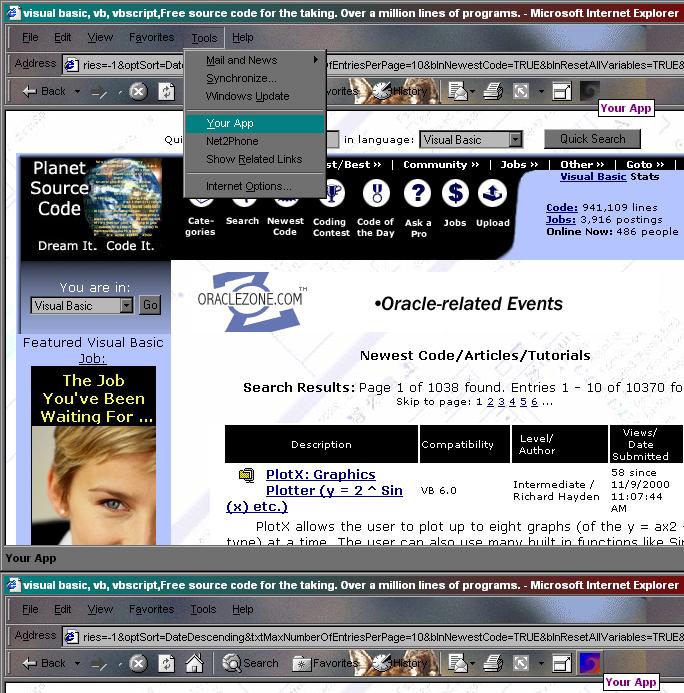 visual basic, vb, vbscript,Free source code for the taking. Over a million lines of programs. - Microsoft Internet Explorer
File Edit View Favorites Tools Help
Address ries=-1&optSort=Date
OfEntriesPerPage=10&blnNewestCode=TRUE&blnResetAllVariables=TRUE&
Mail and News
Synchronize...
Windows Update
Your App
Net2Phone
Show Related Links
Internet Options...
Back
vorites History
Your App
Qui
in language: Visual Basic Quick Search
Planet
Source
Code
Dream It. Code It.
st/Best ›› | Community ›› | Jobs ›› | Other ›› | Goto ››
Cate-
gories
Search
Newest
Code
Coding
Contest
Code of
the Day
Ask a
Pro
Jobs
Upload
Visual Basic Stats
Code: 941,109 lines
Jobs: 3,916 postings
Online Now: 486 people
You are in:
Visual Basic Go
Featured Visual Basic
Job:
The Job
You've Been
Waiting For ...
ORACLEZONE.COM™
•Oracle-related Events
Newest Code/Articles/Tutorials
Search Results: Page 1 of 1038 found. Entries 1 - 10 of 10370 fo
Skip to page: 1 2 3 4 5 6 ...
Description
Compatibility
Level/
Author
Views/
Date
Submitted
PlotX: Graphics
Plotter (y = 2 ^ Sin
(x) etc.)
VB 6.0
Intermediate /
Richard Hayden
58 since
11/9/2000
11:07:44
AM
PlotX allows the user to plot up to eight graphs (of the y = ax2
type) at a time. The user can also use many built in functions like Sin
Your App
visual basic, vb, vbscript,Free source code for the taking. Over a million lines of programs. - Microsoft Internet Explorer
File Edit View Favorites Tools Help
Address ries=-1&optSort=DateDescending&txtMaxNumberOfEntriesPerPage=10&blnNewestCode=TRUE&blnResetAllVariables=TRUE&
Back Search Favorites History
Your App